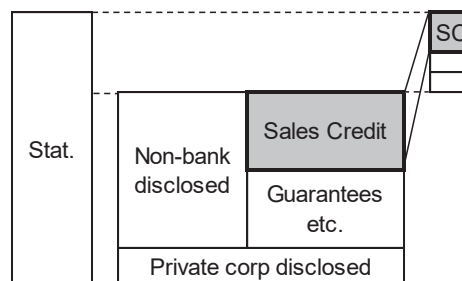 SC
Sales Credit
Stat.
Non-bank
disclosed
Guarantees
etc.
Private corp disclosed